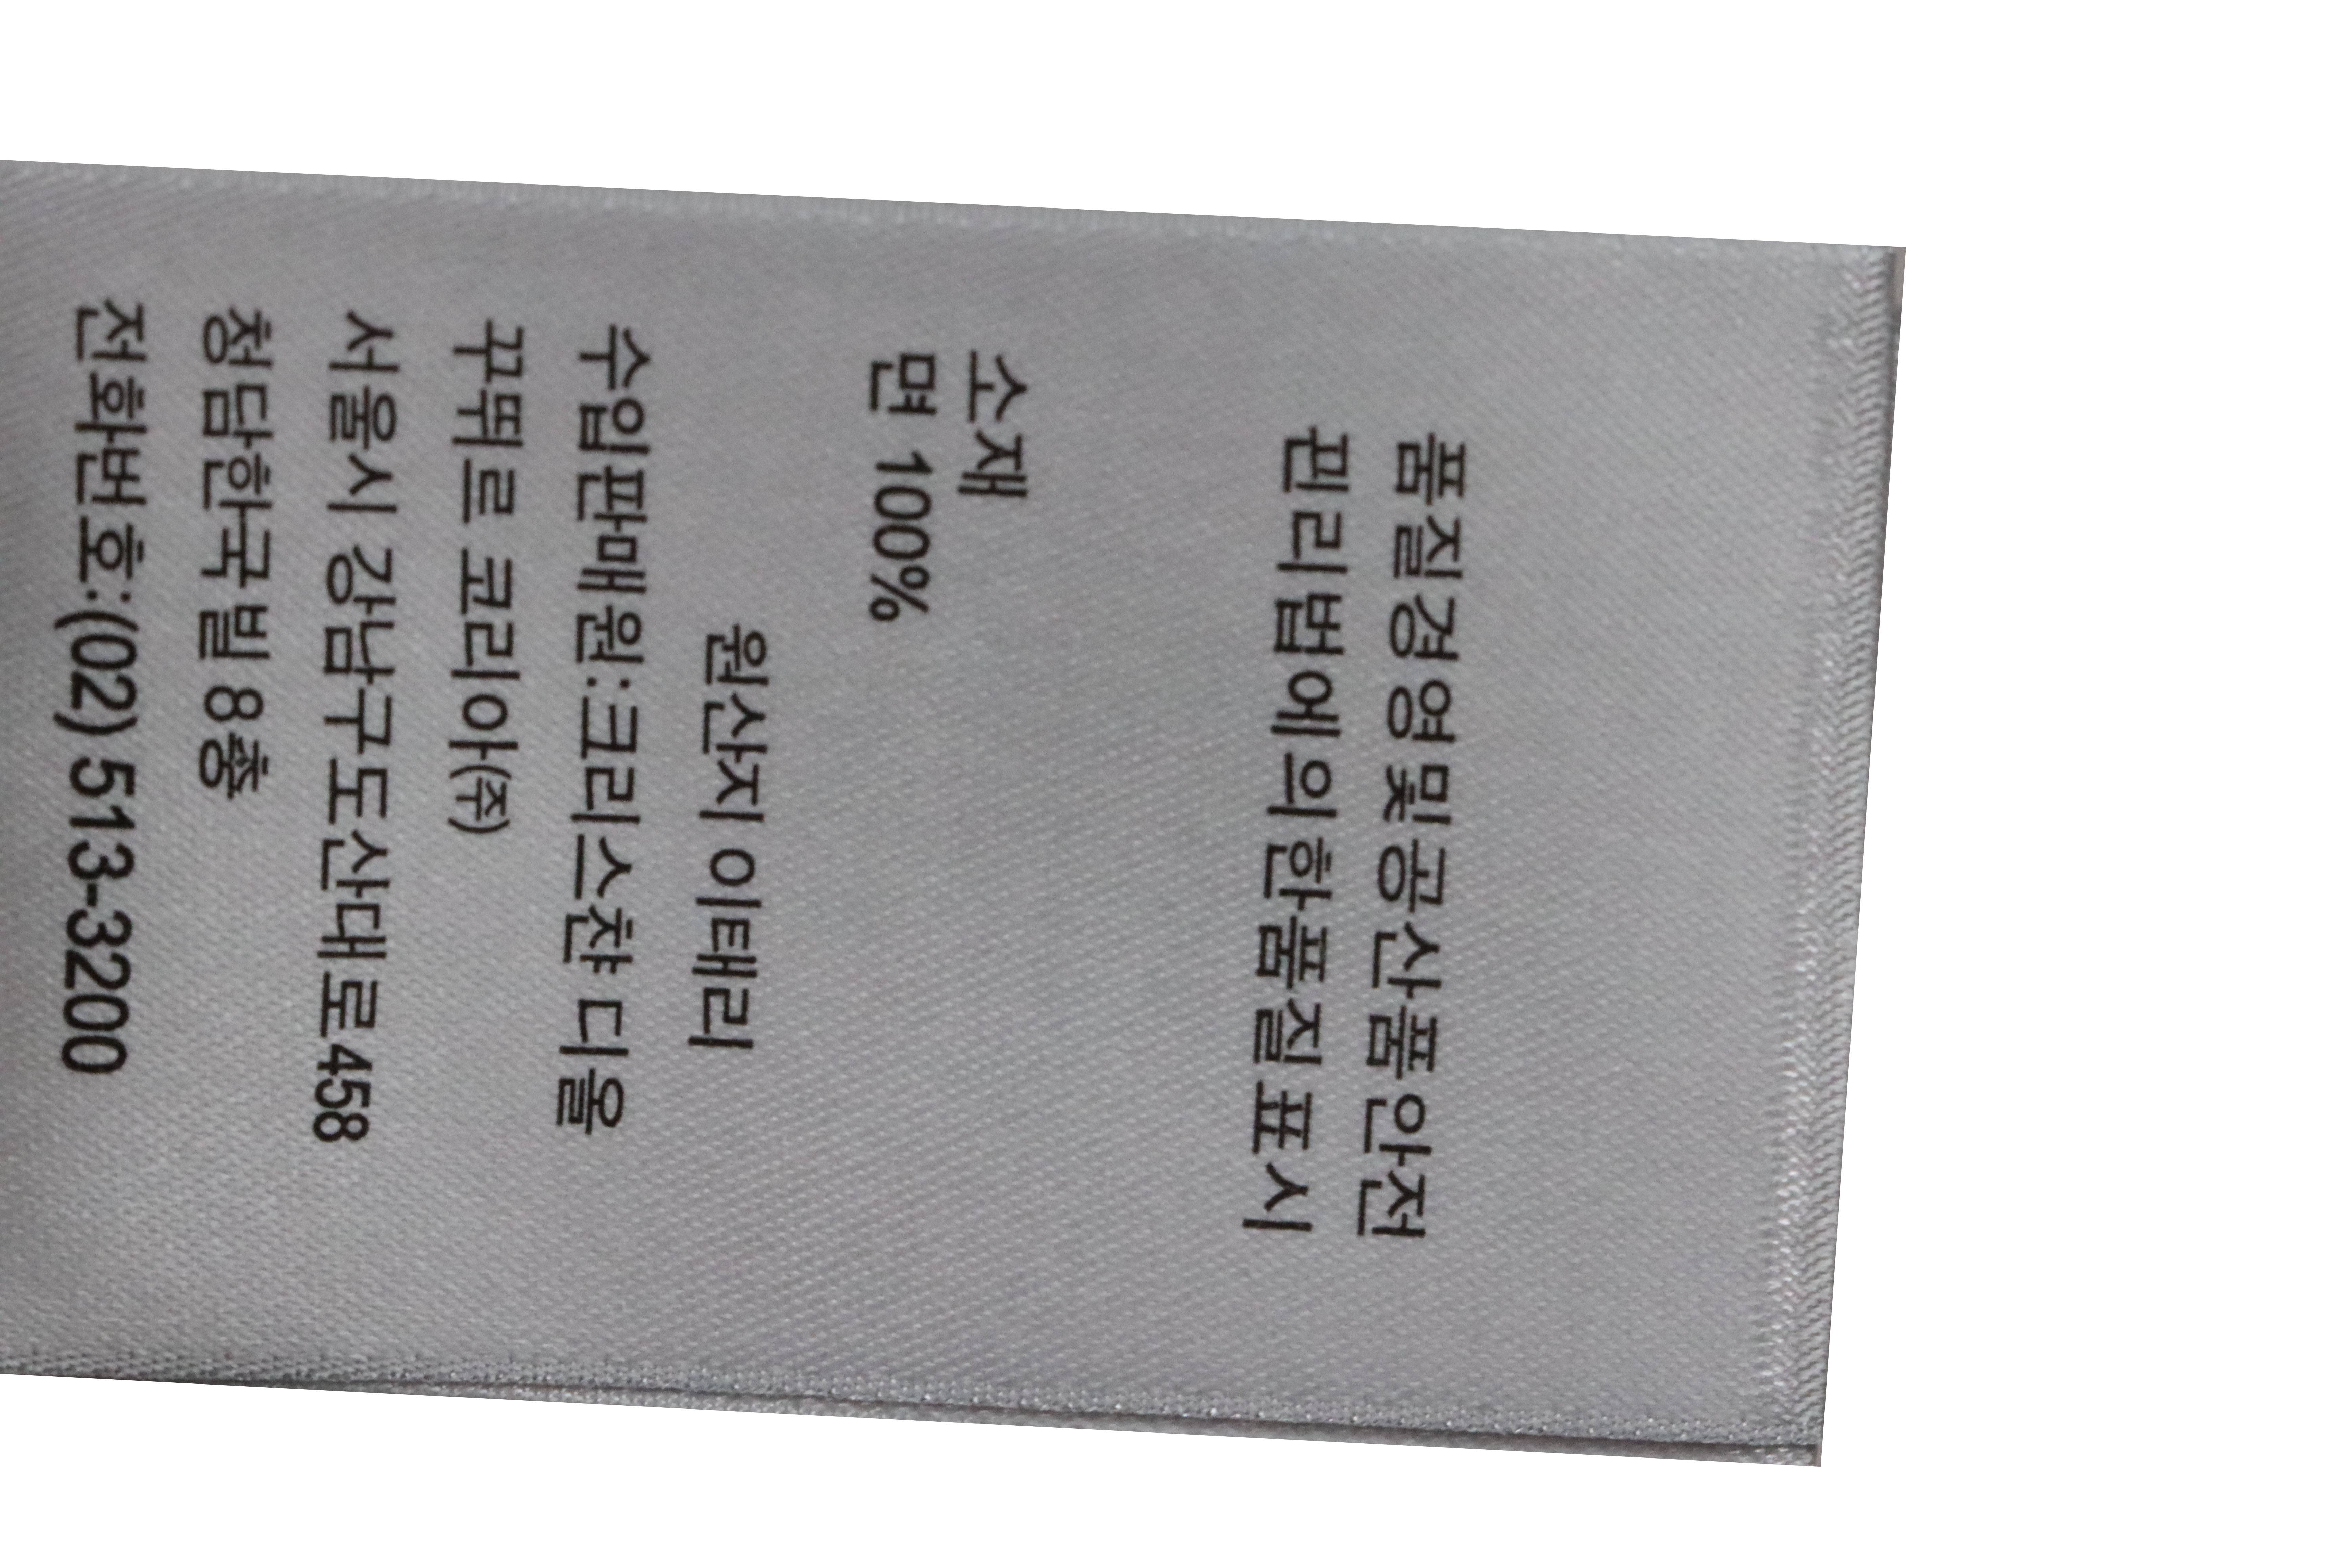 품질경영및공산품안전
관리법에의한품질표시
소재
면 100%
원산지 이태리
수입판매원:크리스챤 디올
꾸뛰르 코리아(주)
서울시 강남구도산대로458
청담한국빌 8층
전화번호:(02) 513-3200